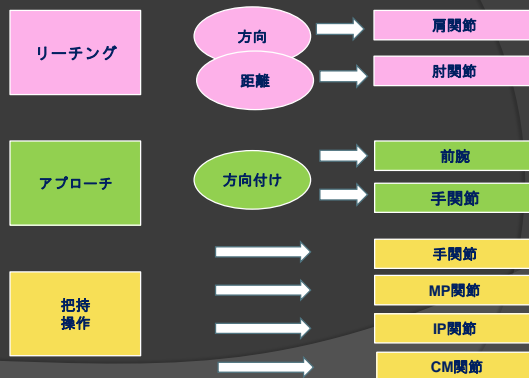 リーチング
方向
距離
肩関節
肘関節
アプローチ
方向付け
前腕
手関節
把持
操作
手関節
MP関節
IP関節
CM関節